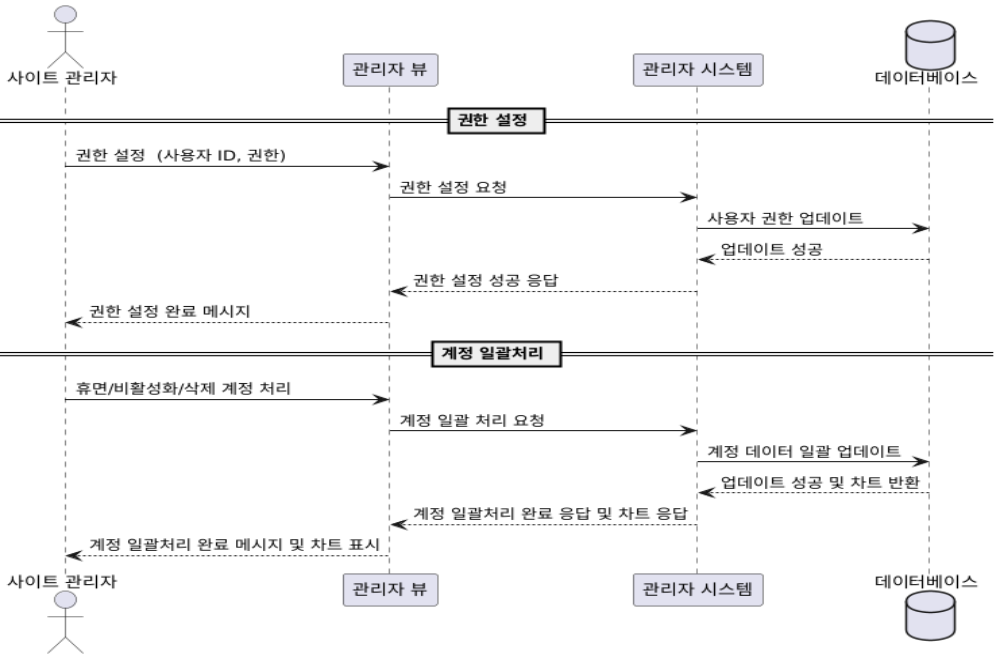 사이트 관리자
관리자 뷰
관리자 시스템
데이터베이스
권한 설정
권한 설정 (사용자 ID, 권한)
권한 설정 요청
사용자 권한 업데이트
업데이트 성공
권한 설정 성공 응답
권한 설정 완료 메시지
계정 일괄처리
휴면/비활성화/삭제 계정 처리
계정 일괄 처리 요청
계정 데이터 일괄 업데이트
업데이트 성공 및 차트 반환
계정 일괄처리 완료 응답 및 차트 응답
계정 일괄처리 완료 메시지 및 차트 표시
사이트 관리자
관리자 뷰
관리자 시스템
데이터베이스